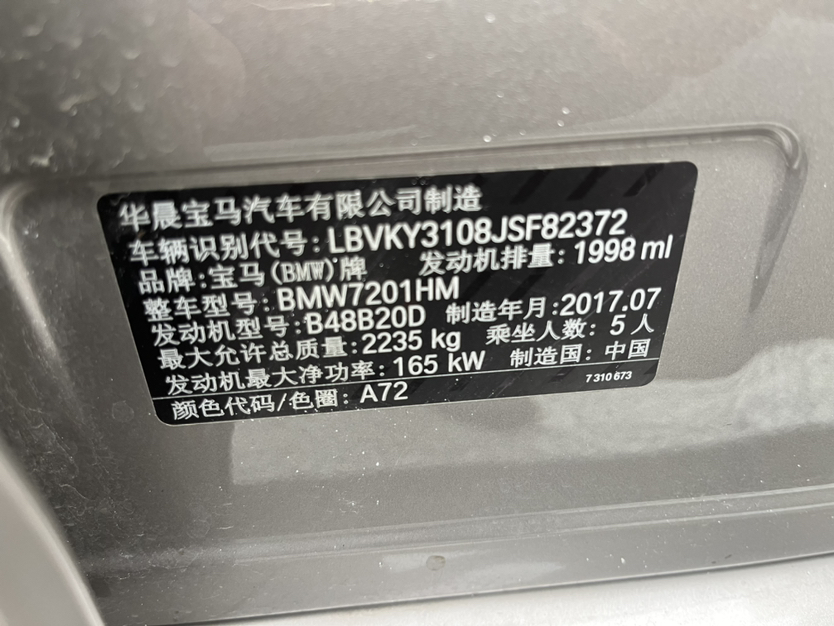 华晨宝马汽车有限公司制造
车辆识别代号: LBVKY3108JSF82372
品牌:宝马(BMW)牌 发动机排量: 1998 ml
整车型号: BMW7201HM
发动机型号:B48B20D 制造年月:2017.07
最大允许总质量:2235 kg 乘坐人数: 5人
发动机最大净功率: 165 kW 制造国: 中国
7310673
颜色代码/色圈: A72